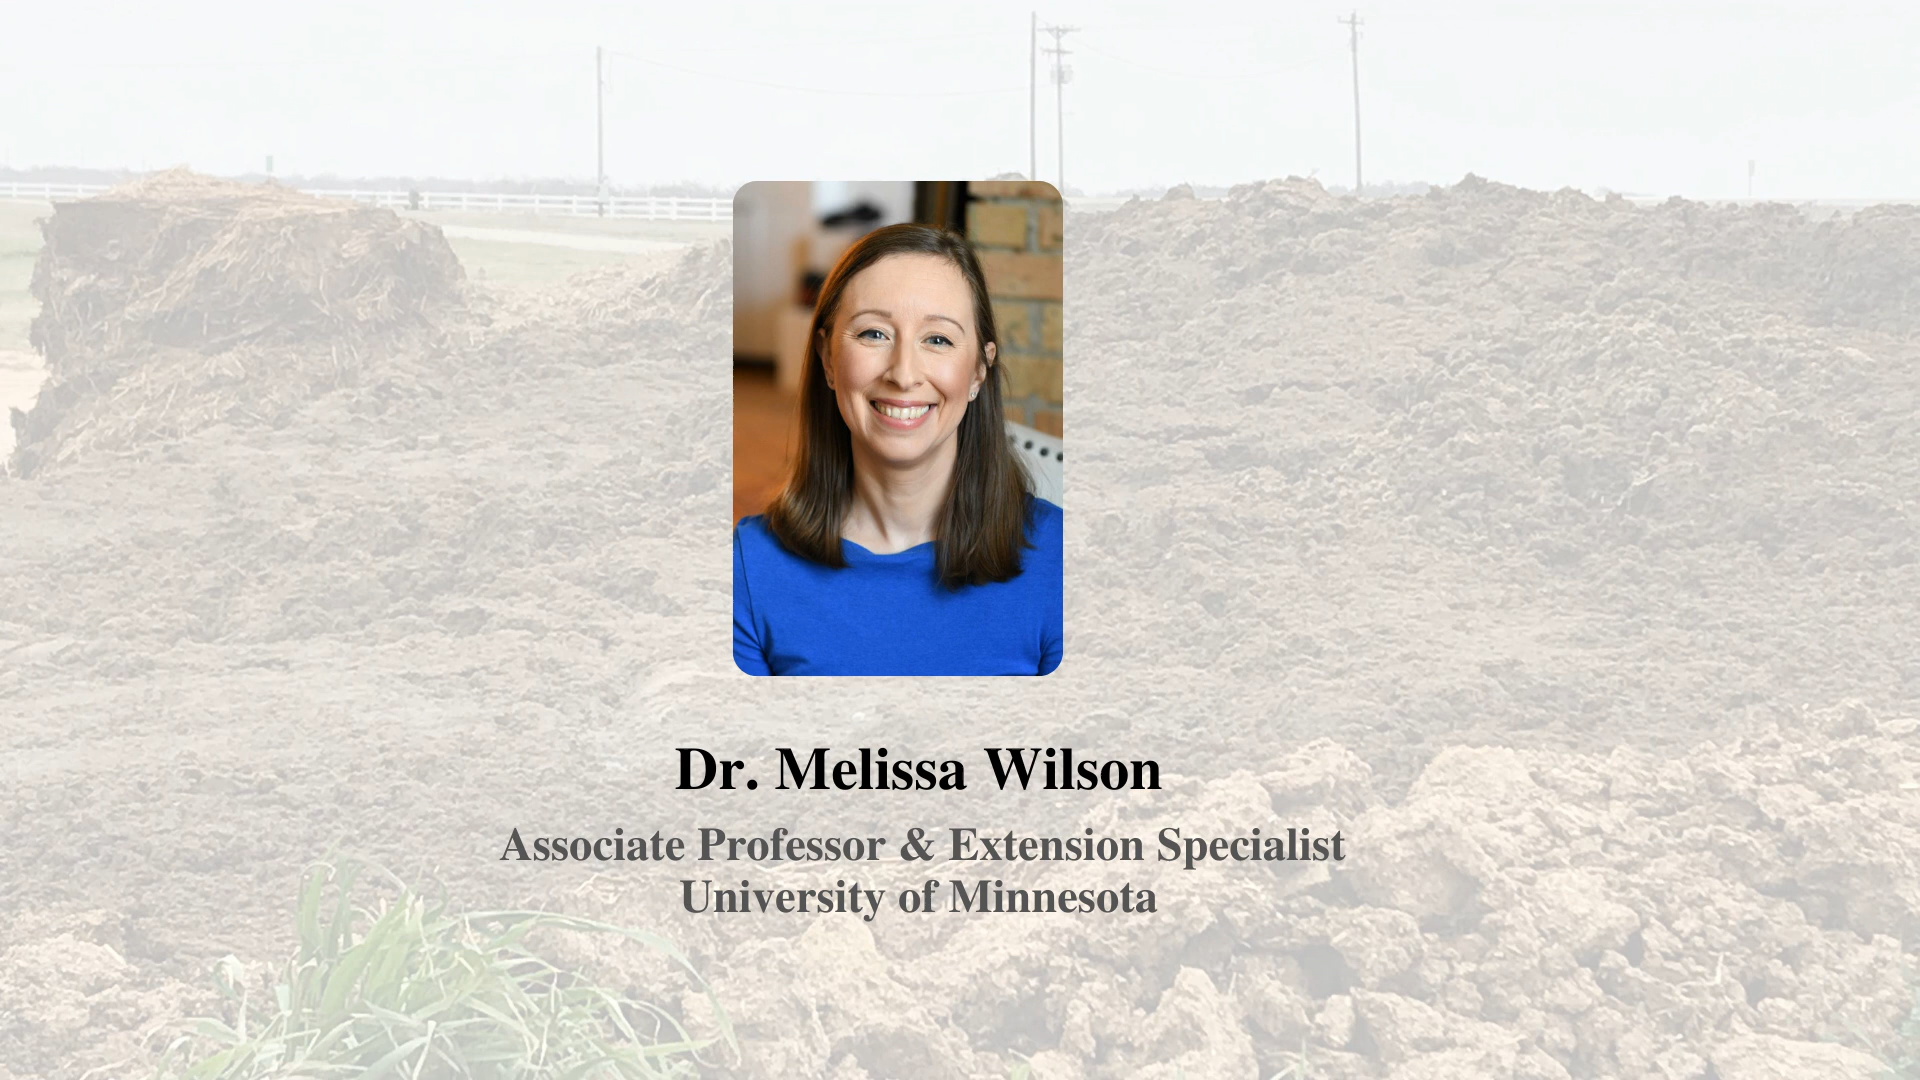 Dr. Melissa Wilson
Associate Professor & Extension Specialist
University of Minnesota